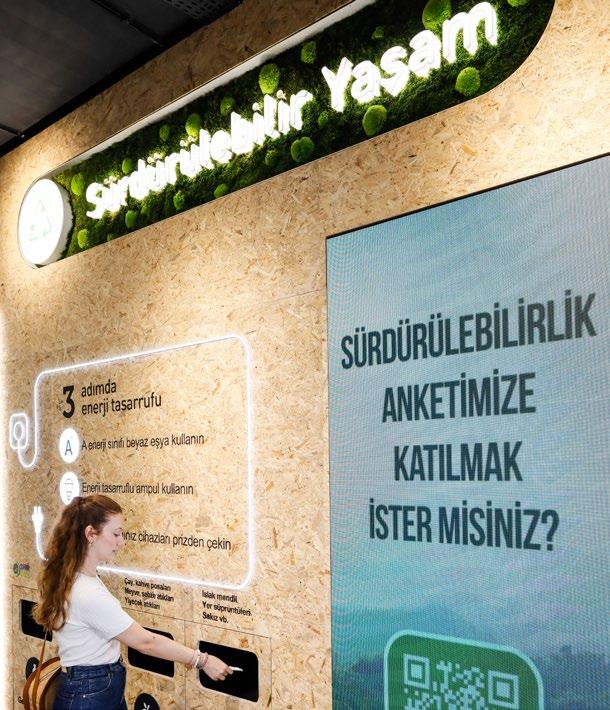 Sürdürülebilir Yaşam
3 adımda
enerji tasarrufu
A
A enerji sınıfı beyaz eşya kullanın
Enerji tasarruflu ampul kullanın
cihazları prizden çekin
Çay, kahve posaları
Meyve, sebze atıkları
Yiyecek atıkları
Islak mendil
Yer süprüntüleri
Sakız vb.
SÜRDÜRÜLEBİLİRLİK
ANKETİMİZE
KATILMAK
İSTER MİSİNİZ?